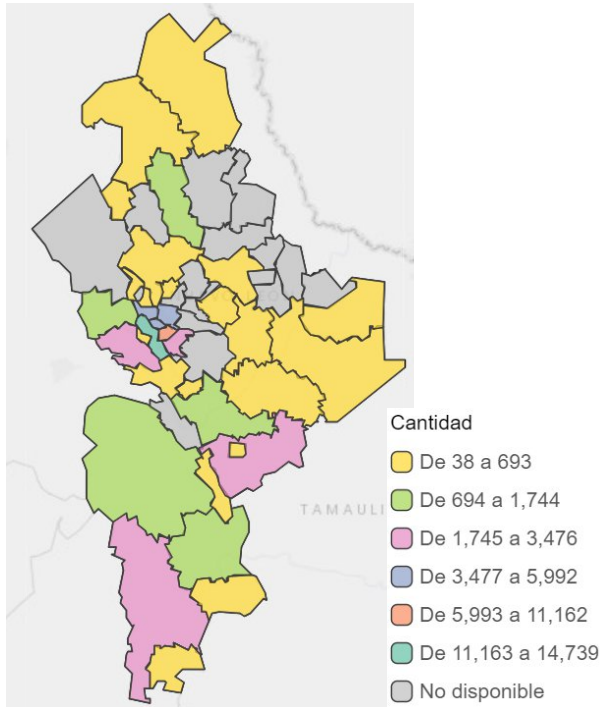 Cantidad
De 38 a 693
De 694 a 1,744
De 1,745 a 3,476
De 3,477 a 5,992
De 5,993 a 11,162
De 11,163 a 14,739
No disponible
TAMAULI